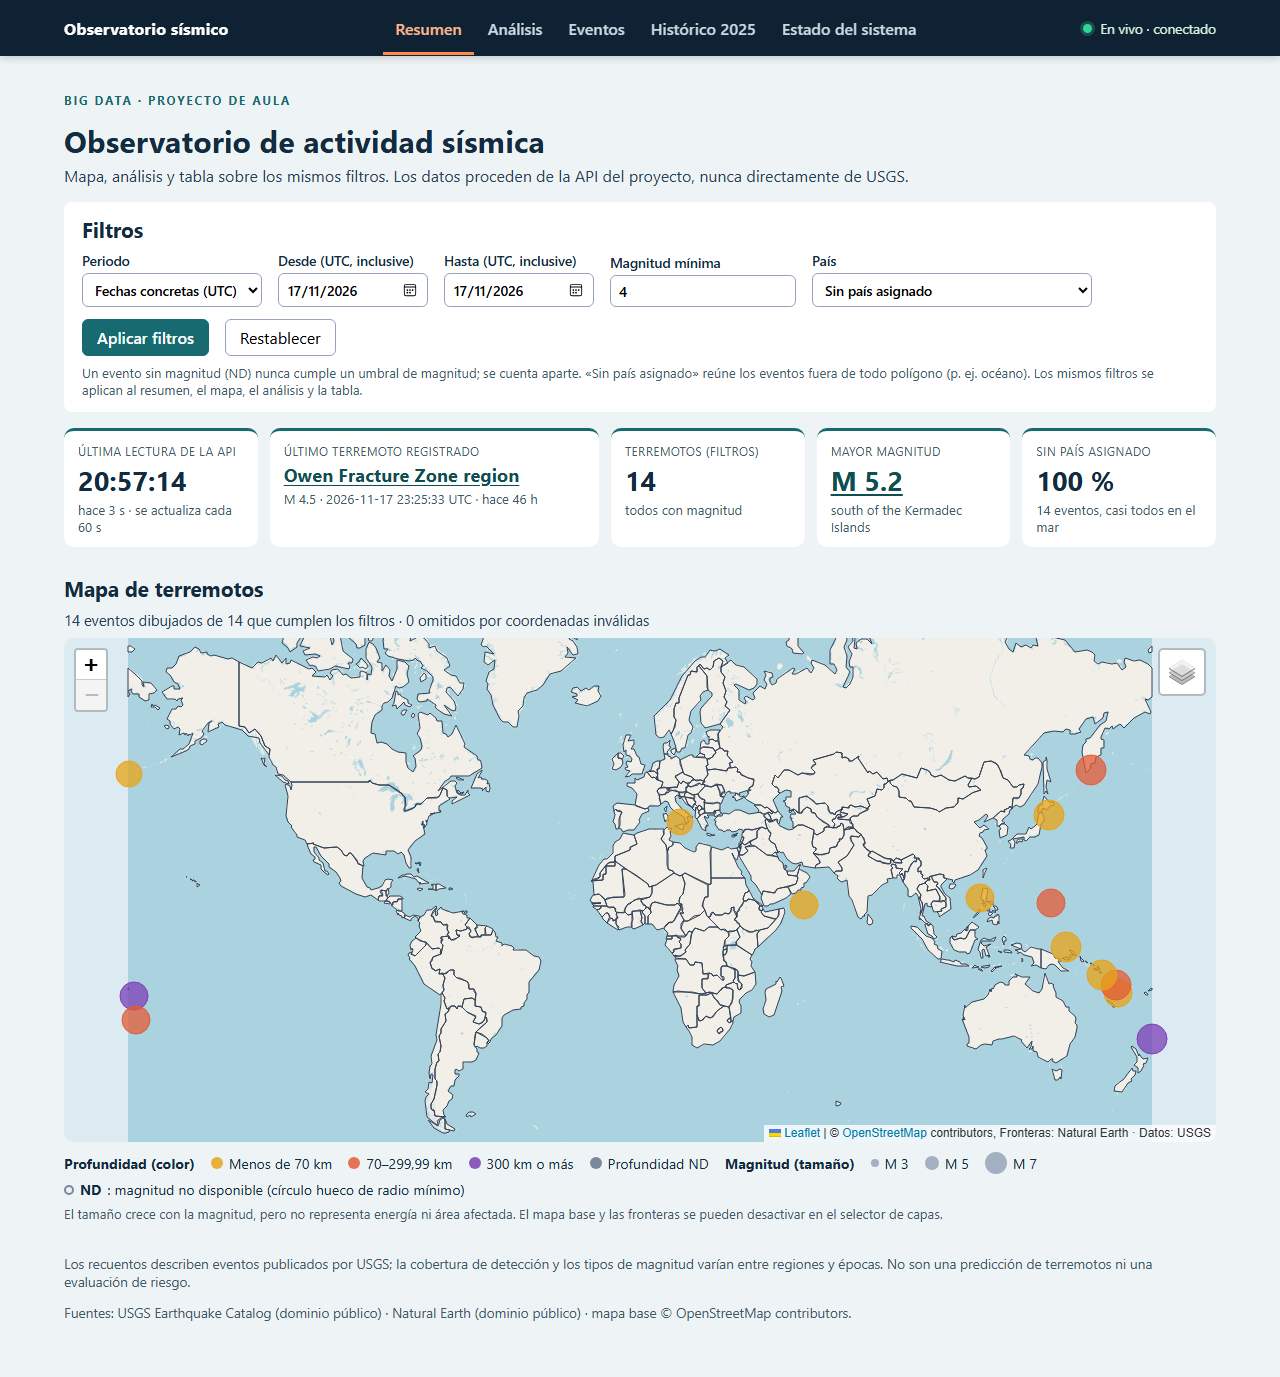 Observatorio sísmico
Resumen
Análisis
Eventos
Histórico 2025
Estado del sistema
En vivo · conectado
BIG DATA · PROYECTO DE AULA
Observatorio de actividad sísmica
Mapa, análisis y tabla sobre los mismos filtros. Los datos proceden de la API del proyecto, nunca directamente de USGS.
Filtros
Periodo
Desde (UTC, inclusive)
Hasta (UTC, inclusive)
Magnitud mínima
País
Fechas concretas (UTC)
17/11/2026
17/11/2026
4
Sin país asignado
Aplicar filtros
Restablecer
Un evento sin magnitud (ND) nunca cumple un umbral de magnitud; se cuenta aparte. «Sin país asignado» reúne los eventos fuera de todo polígono (p. ej. océano). Los mismos filtros se
aplican al resumen, el mapa, el análisis y la tabla.
ÚLTIMA LECTURA DE LA API
20:57:14
hace 3 s · se actualiza cada
60 s
ÚLTIMO TERREMOTO REGISTRADO
Owen Fracture Zone region
M 4.5 · 2026-11-17 23:25:33 UTC · hace 46 h
TERREMOTOS (FILTROS)
14
todos con magnitud
MAYOR MAGNITUD
M 5.2
south of the Kermadec
Islands
SIN PAÍS ASIGNADO
100 %
14 eventos, casi todos en el
mar
Mapa de terremotos
14 eventos dibujados de 14 que cumplen los filtros · 0 omitidos por coordenadas inválidas
+
−
Leaflet | © OpenStreetMap contributors, Fronteras: Natural Earth · Datos: USGS
Profundidad (color)
Menos de 70 km
70–299,99 km
300 km o más
Profundidad ND
Magnitud (tamaño)
M 3
M 5
M 7
ND : magnitud no disponible (círculo hueco de radio mínimo)
El tamaño crece con la magnitud, pero no representa energía ni área afectada. El mapa base y las fronteras se pueden desactivar en el selector de capas.
Los recuentos describen eventos publicados por USGS; la cobertura de detección y los tipos de magnitud varían entre regiones y épocas. No son una predicción de terremotos ni una
evaluación de riesgo.
Fuentes: USGS Earthquake Catalog (dominio público) · Natural Earth (dominio público) · mapa base © OpenStreetMap contributors.